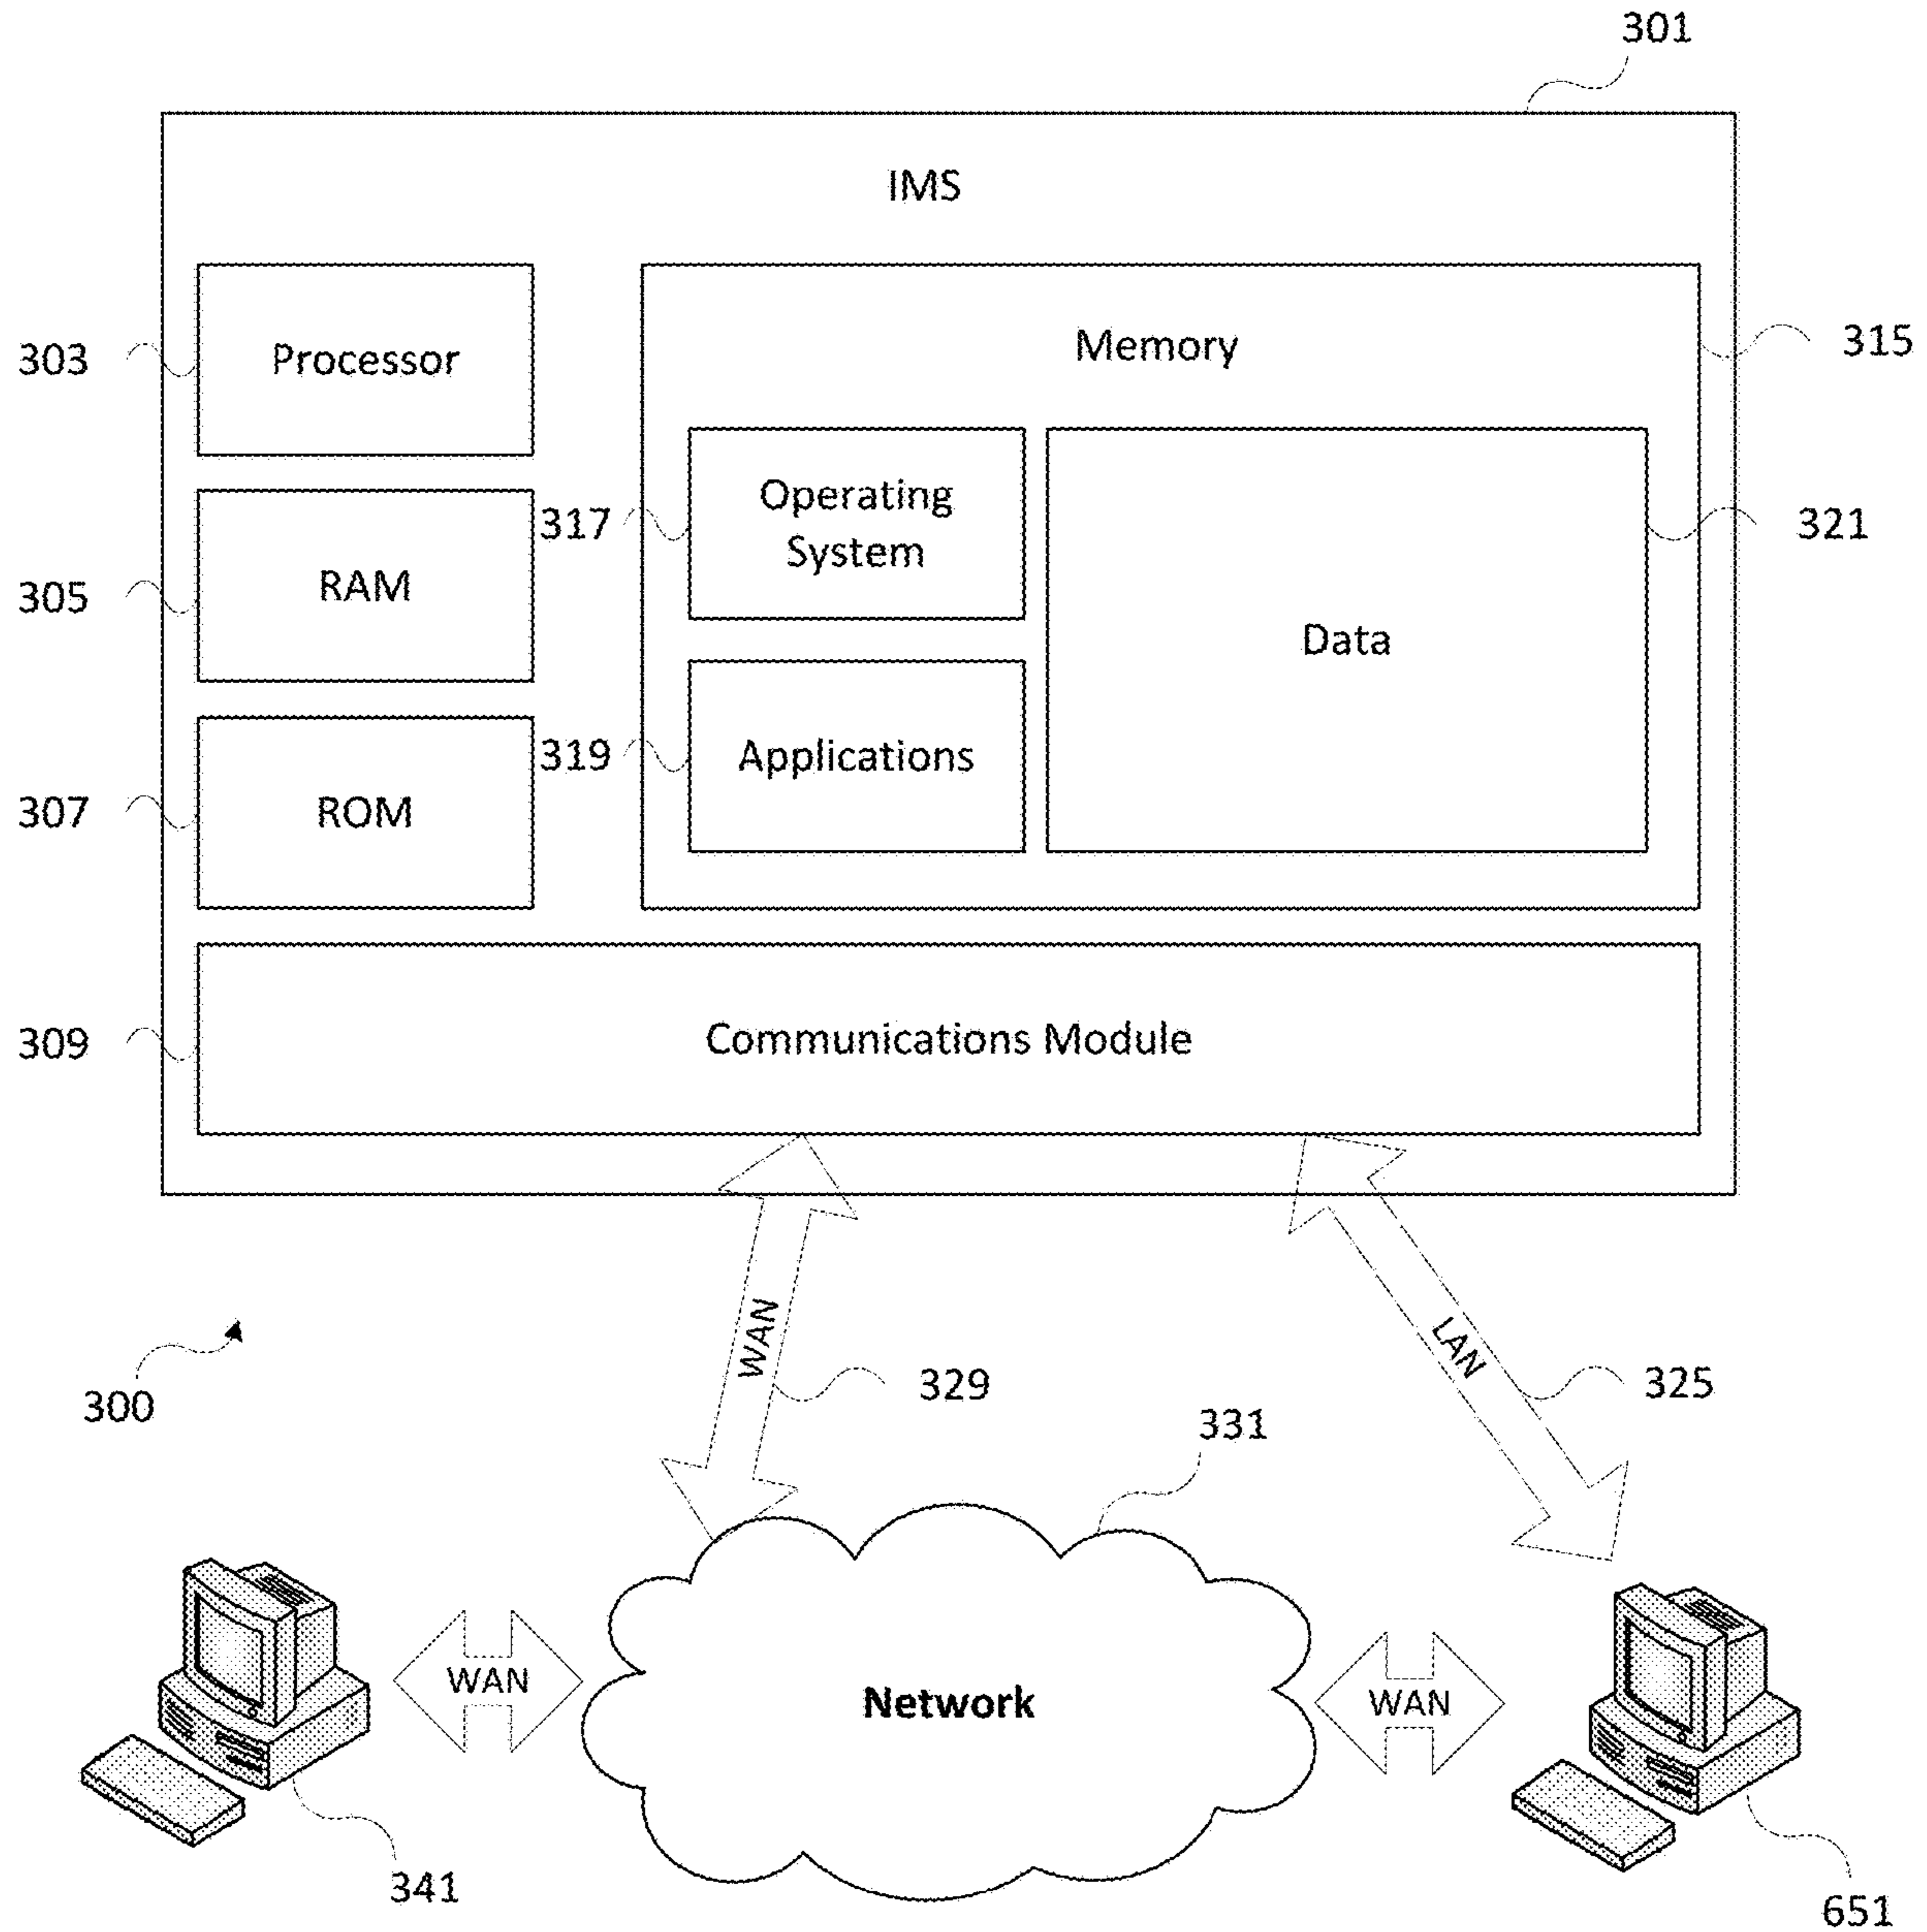 301
IMS
303
Processor
Memory
315
317
Operating
System
321
305
RAM
Data
319
Applications
307
ROM
309
Communications Module
WAN
LAN
300
329
325
331
WAN
Network
WAN
341
651